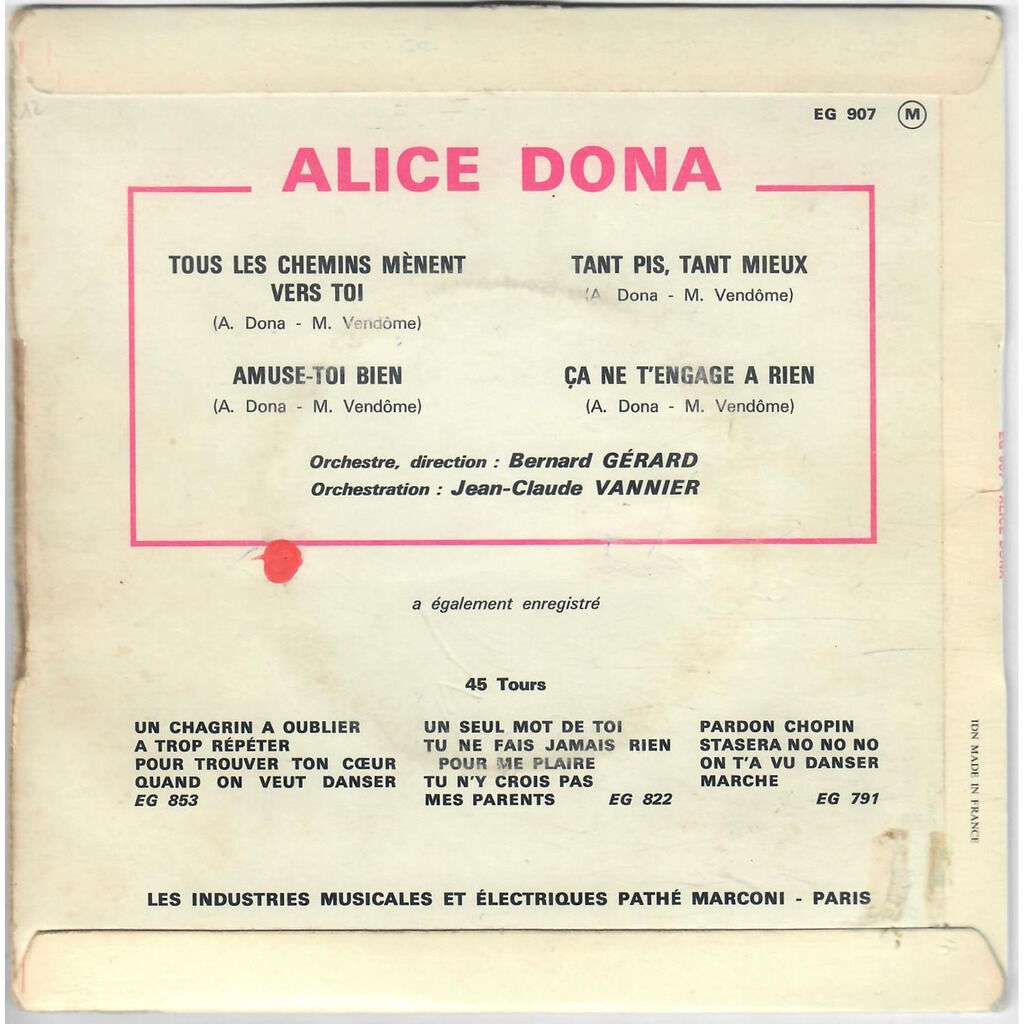 EG 907 M
ALICE DONA
TOUS LES CHEMINS MÈNENT
VERS TOI
(A. Dona - M. Vendôme)
AMUSE-TOI BIEN
(A. Dona - M. Vendôme)
TANT PIS, TANT MIEUX
(A Dona - M. Vendôme)
ÇA NE T'ENGAGE A RIEN
(A. Dona - M. Vendôme)
Orchestre, direction : Bernard GÉRARD
Orchestration : Jean-Claude VANNIER
a également enregistré
45 Tours
UN CHAGRIN A OUBLIER
A TROP RÉPÉTER
POUR TROUVER TON CŒUR
QUAND ON VEUT DANSER
EG 853
UN SEUL MOT DE TOI
TU NE FAIS JAMAIS RIEN
POUR ME PLAIRE
TU N'Y CROIS PAS
MES PARENTS EG 822
PARDON CHOPIN
STASERA NO NO NO
ON T'A VU DANSER
MARCHE
EG 791
LES INDUSTRIES MUSICALES ET ÉLECTRIQUES PATHÉ MARCONI - PARIS
EG 907 ALICE DONA
IDN MADE IN FRANCE